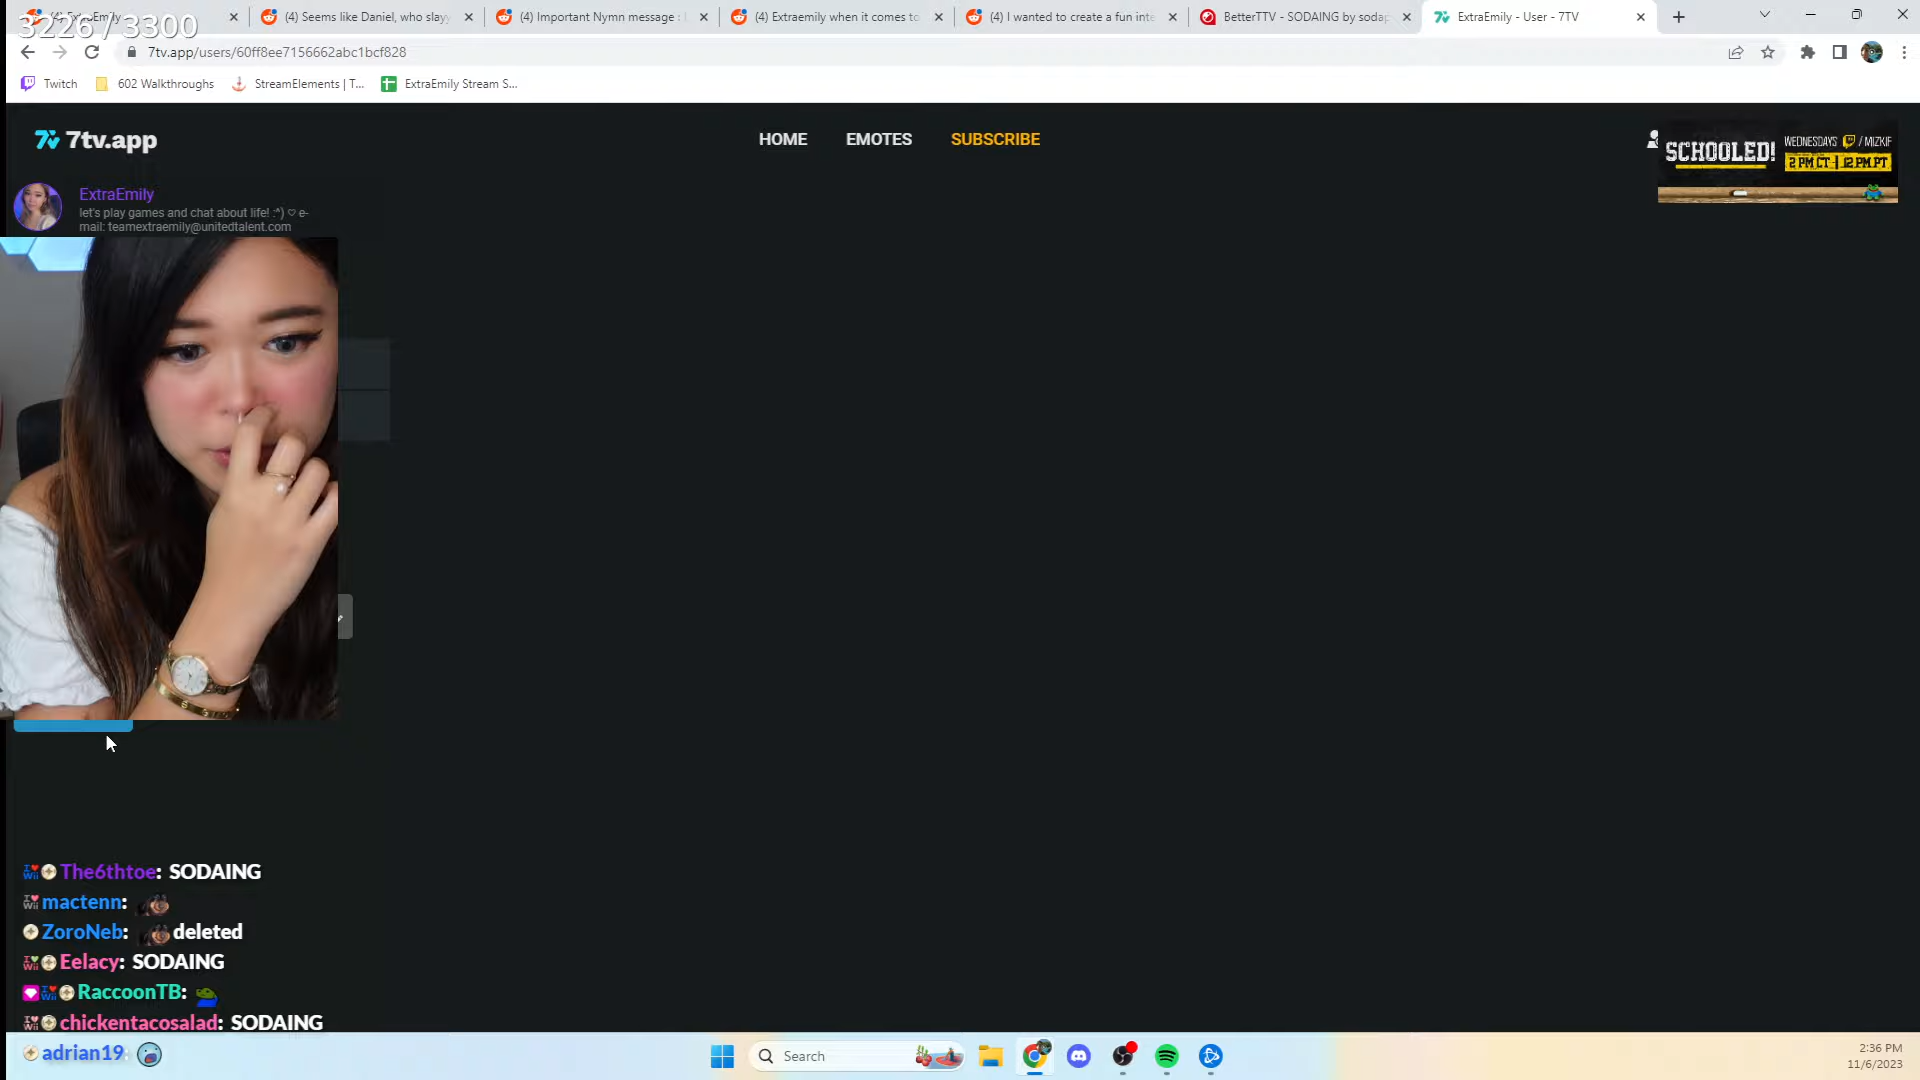 3226 / 3300
(4) ExtraEmily
(4) Seems like Daniel, who slay
(4) Important Nymn message :
(4) Extraemily when it comes to
(4) I wanted to create a fun inte
BetterTTV - SODAING by sodap
ExtraEmily - User - 7TV
7tv.app/users/60ff8ee7156662abc1bcf828
Twitch
602 Walkthroughs
StreamElements | T...
ExtraEmily Stream S...
7tv.app
HOME
EMOTES
SUBSCRIBE
SCHOOLED!
WEDNESDAYS / MIZKIF
2 PM CT | 12 PM PT
ExtraEmily
let's play games and chat about life! :^) ♡ e-
mail: teamextraemily@unitedtalent.com
The6thtoe: SODAING
mactenn:
ZoroNeb: deleted
Eelacy: SODAING
RaccoonTB:
chickentacosalad: SODAING
adrian19:
Search
2:36 PM
11/6/2023